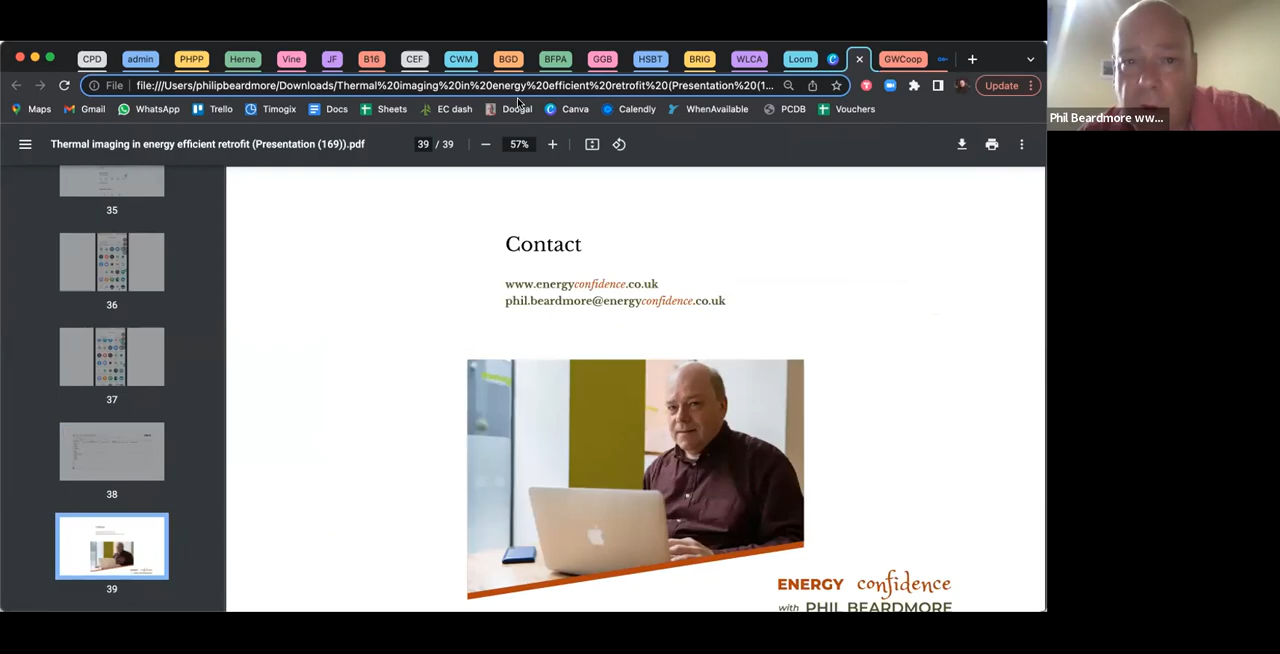 CPD admin PHPP Herne Vine JF B16 CEF CWM BGD BFPA GGB HSBT BRIG WLCA Loom GWCoop
File file:///Users/philipbeardmore/Downloads/Thermal%20imaging%20in%20energy%20efficient%20retrofit%20(Presentation%20(1... Update
Maps Gmail WhatsApp Trello Timogix Docs Sheets EC dash Canva Calendly WhenAvailable PCDB Vouchers
Phil Beardmore ww...
Thermal imaging in energy efficient retrofit (Presentation (169)).pdf 39 / 39 57%
35
36
37
38
39
Contact
www.energyconfidence.co.uk
phil.beardmore@energyconfidence.co.uk
ENERGY confidence
with PHIL BEARDMORE